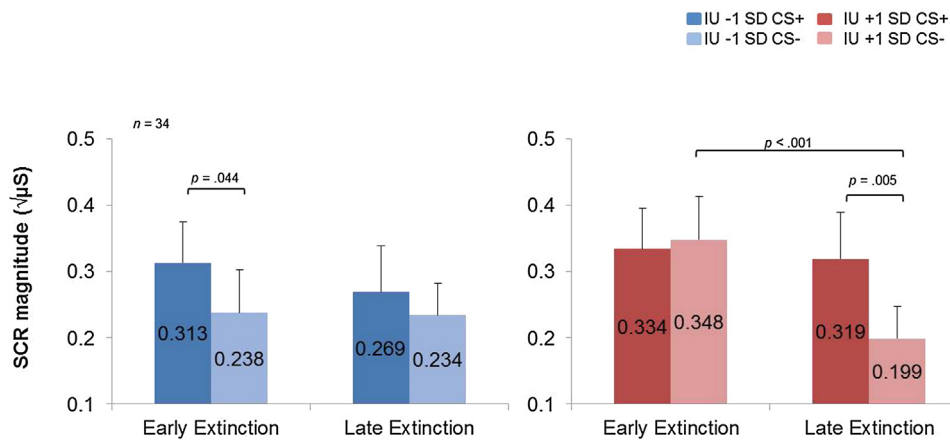 IU -1 SD CS+ IU +1 SD CS+
IU -1 SD CS- IU +1 SD CS-
n = 34
SCR magnitude (√µS)
0.5
0.4
0.3
0.2
0.1
p = .044
0.313
0.238
0.269
0.234
Early Extinction Late Extinction
0.5
0.4
0.3
0.2
0.1
p < .001
p = .005
0.334
0.348
0.319
0.199
Early Extinction Late Extinction